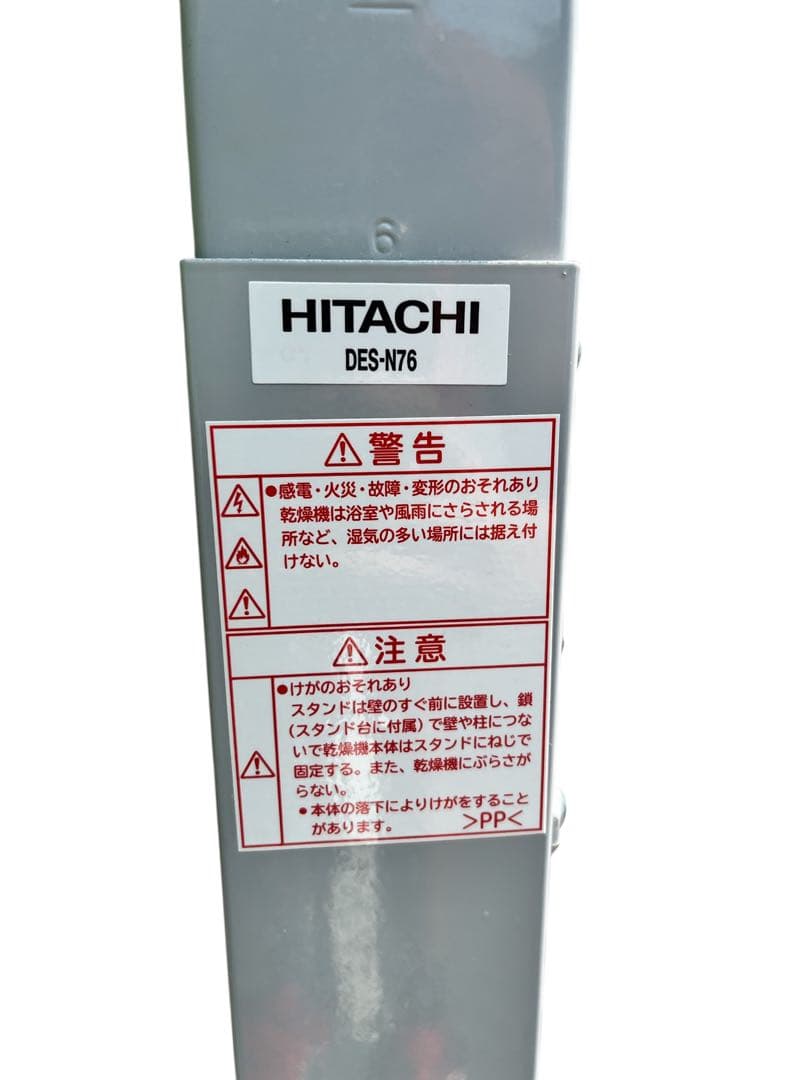 6
HITACHI
DES-N76
警告
●感電・火災・故障・変形のおそれあり
乾燥機は浴室や風雨にさらされる場
所など、湿気の多い場所には据え付
けない。
注意
●けがのおそれあり
スタンドは壁のすぐ前に設置し、鎖
(スタンド台に付属)で壁や柱につな
いで乾燥機本体はスタンドにねじで
固定する。また、乾燥機にぶらさが
らない。
●本体の落下によりけがをすること
があります。 >PP<